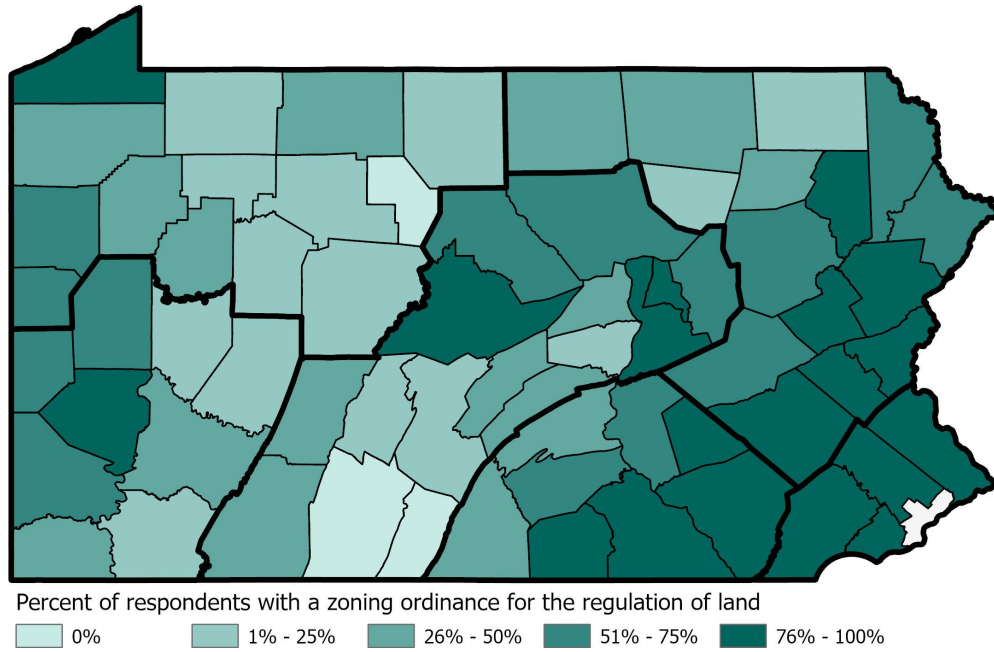 Percent of respondents with a zoning ordinance for the regulation of land
0% 1% - 25% 26% - 50% 51% - 75% 76% - 100%